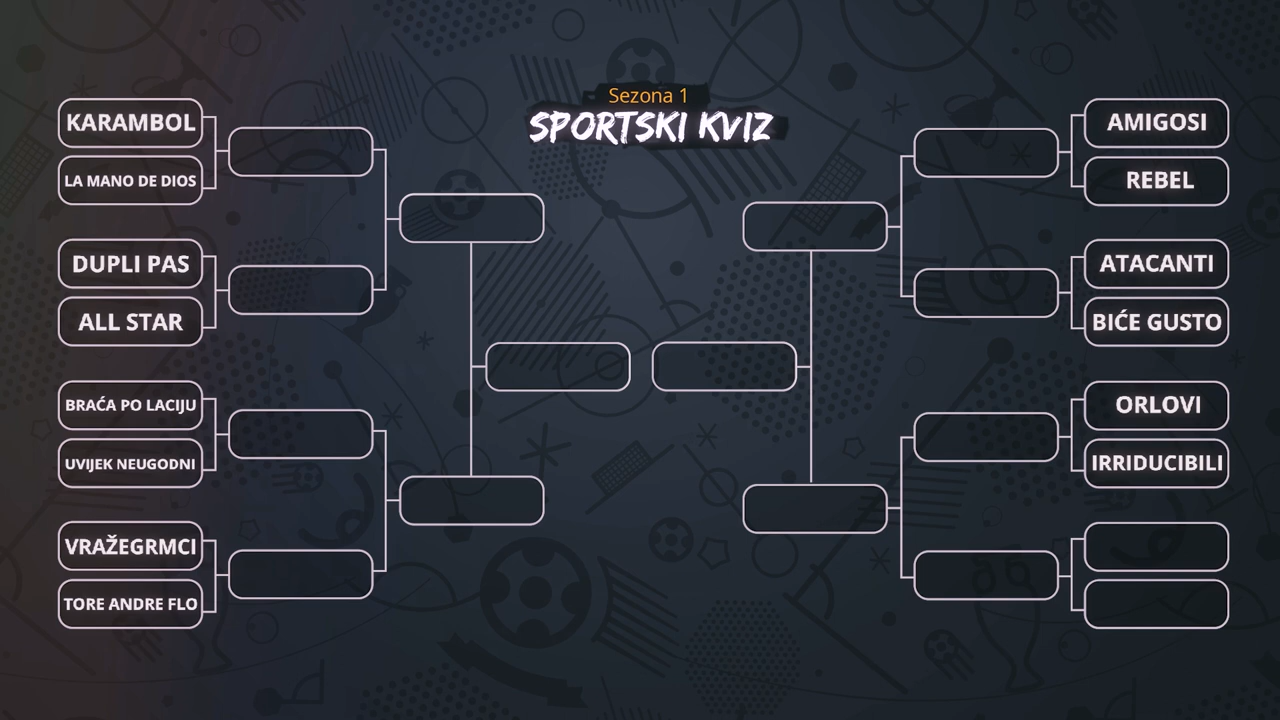 Sezona 1
SPORTSKI KVIZ
KARAMBOL
LA MANO DE DIOS
DUPLI PAS
ALL STAR
BRAĆA PO LACIJU
UVIJEK NEUGODNI
VRAŽEGRMCI
TORE ANDRE FLO
AMIGOSI
REBEL
ATACANTI
BIĆE GUSTO
ORLOVI
IRRIDUCIBILI